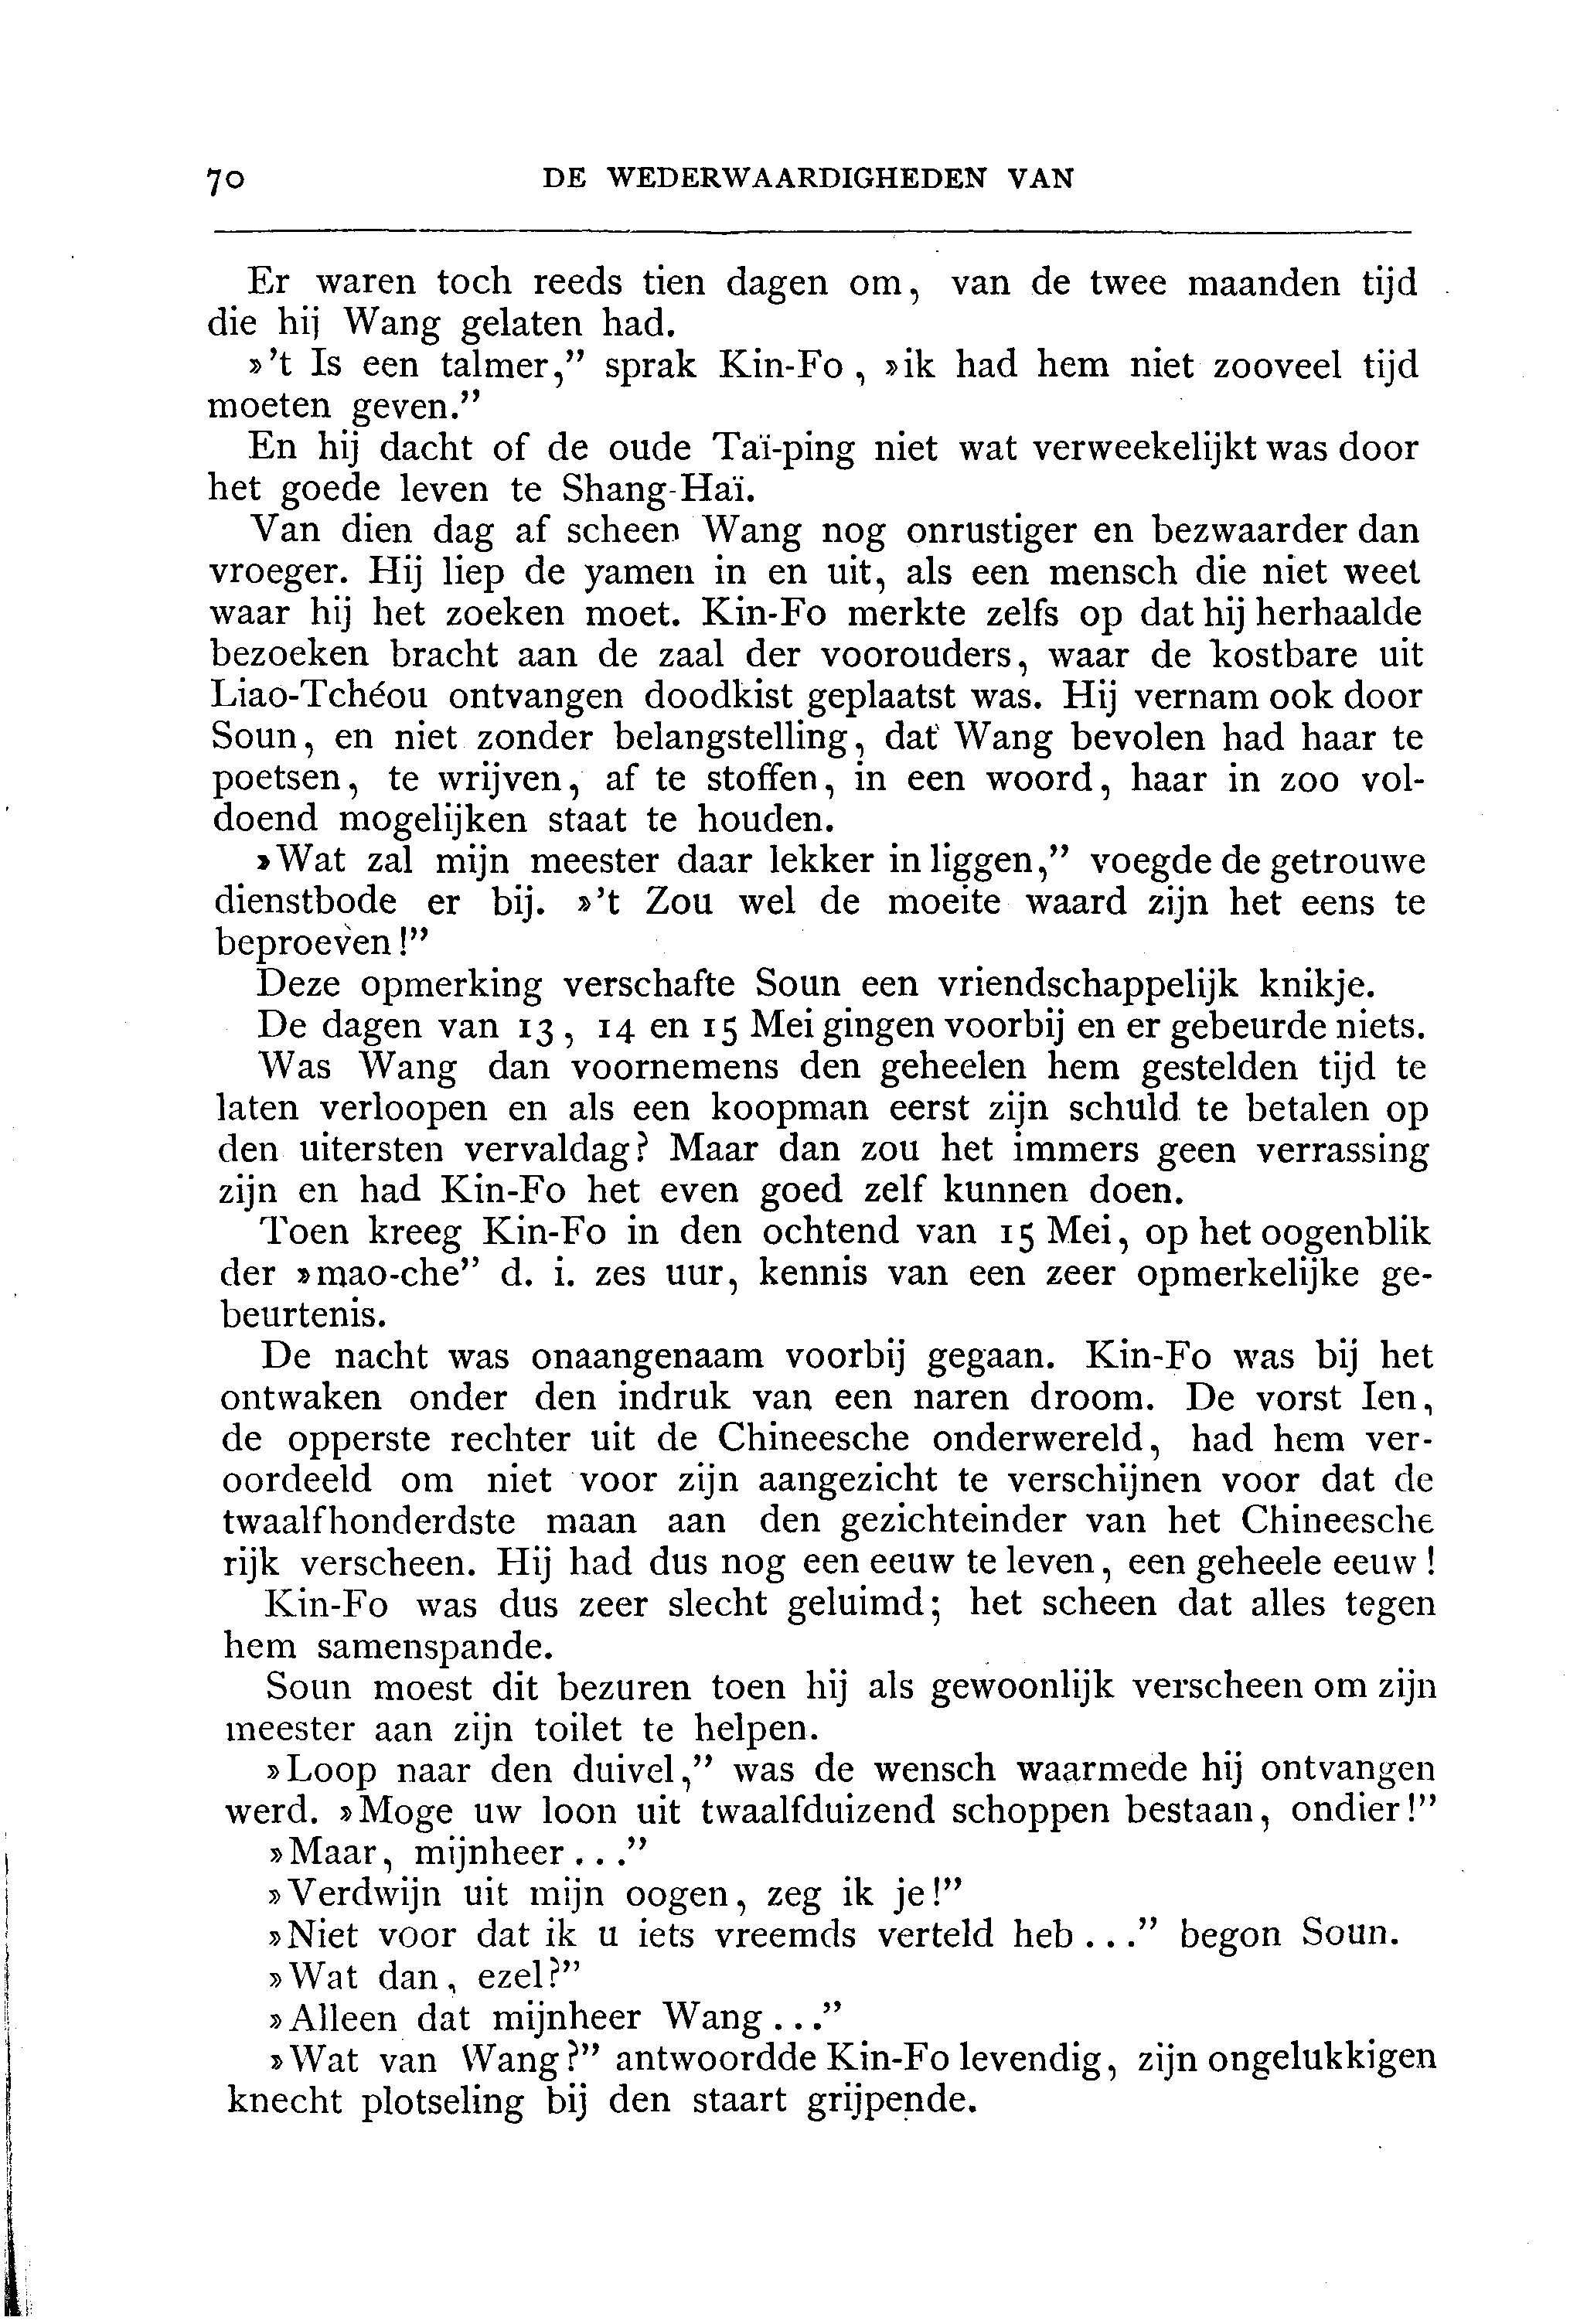 70 DE WEDERWAARDIGHEDEN VAN
Er waren toch reeds tien dagen om, van de twee maanden tijd
die hij Wang gelaten had.
»’t Is een talmer,” sprak Kin-Fo, »ik had hem niet zooveel tijd
moeten geven.”
En hij dacht of de oude Taï-ping niet wat verweekelijkt was door
het goede leven te Shang-Haï.
Van dien dag af scheen Wang nog onrustiger en bezwaarder dan
vroeger. Hij liep de yamen in en uit, als een mensch die niet weet
waar hij het zoeken moet. Kin-Fo merkte zelfs op dat hij herhaalde
bezoeken bracht aan de zaal der voorouders, waar de kostbare uit
Liao-Tchéou ontvangen doodkist geplaatst was. Hij vernam ook door
Soun, en niet zonder belangstelling, dat Wang bevolen had haar te
poetsen, te wrijven, af te stoffen, in een woord, haar in zoo vol-
doend mogelijken staat te houden.
»Wat zal mijn meester daar lekker in liggen,” voegde de getrouwe
dienstbode er bij. »’t Zou wel de moeite waard zijn het eens te
beproeven!”
Deze opmerking verschafte Soun een vriendschappelijk knikje.
De dagen van 13, 14 en 15 Mei gingen voorbij en er gebeurde niets.
Was Wang dan voornemens den geheelen hem gestelden tijd te
laten verloopen en als een koopman eerst zijn schuld te betalen op
den uitersten vervaldag? Maar dan zou het immers geen verrassing
zijn en had Kin-Fo het even goed zelf kunnen doen.
Toen kreeg Kin-Fo in den ochtend van 15 Mei, op het oogenblik
der »mao-che” d. i. zes uur, kennis van een zeer opmerkelijke ge-
beurtenis.
De nacht was onaangenaam voorbij gegaan. Kin-Fo was bij het
ontwaken onder den indruk van een naren droom. De vorst Ien,
de opperste rechter uit de Chineesche onderwereld, had hem ver-
oordeeld om niet voor zijn aangezicht te verschijnen voor dat de
twaalfhonderdste maan aan den gezichteinder van het Chineesche
rijk verscheen. Hij had dus nog een eeuw te leven, een geheele eeuw!
Kin-Fo was dus zeer slecht geluimd; het scheen dat alles tegen
hem samenspande.
Soun moest dit bezuren toen hij als gewoonlijk verscheen om zijn
meester aan zijn toilet te helpen.
»Loop naar den duivel,” was de wensch waarmede hij ontvangen
werd. »Moge uw loon uit twaalfduizend schoppen bestaan, ondier!”
»Maar, mijnheer...”
»Verdwijn uit mijn oogen, zeg ik je!”
»Niet voor dat ik u iets vreemds verteld heb...” begon Soun.
»Wat dan, ezel?”
»Alleen dat mijnheer Wang...”
»Wat van Wang?” antwoordde Kin-Fo levendig, zijn ongelukkigen
knecht plotseling bij den staart grijpende.